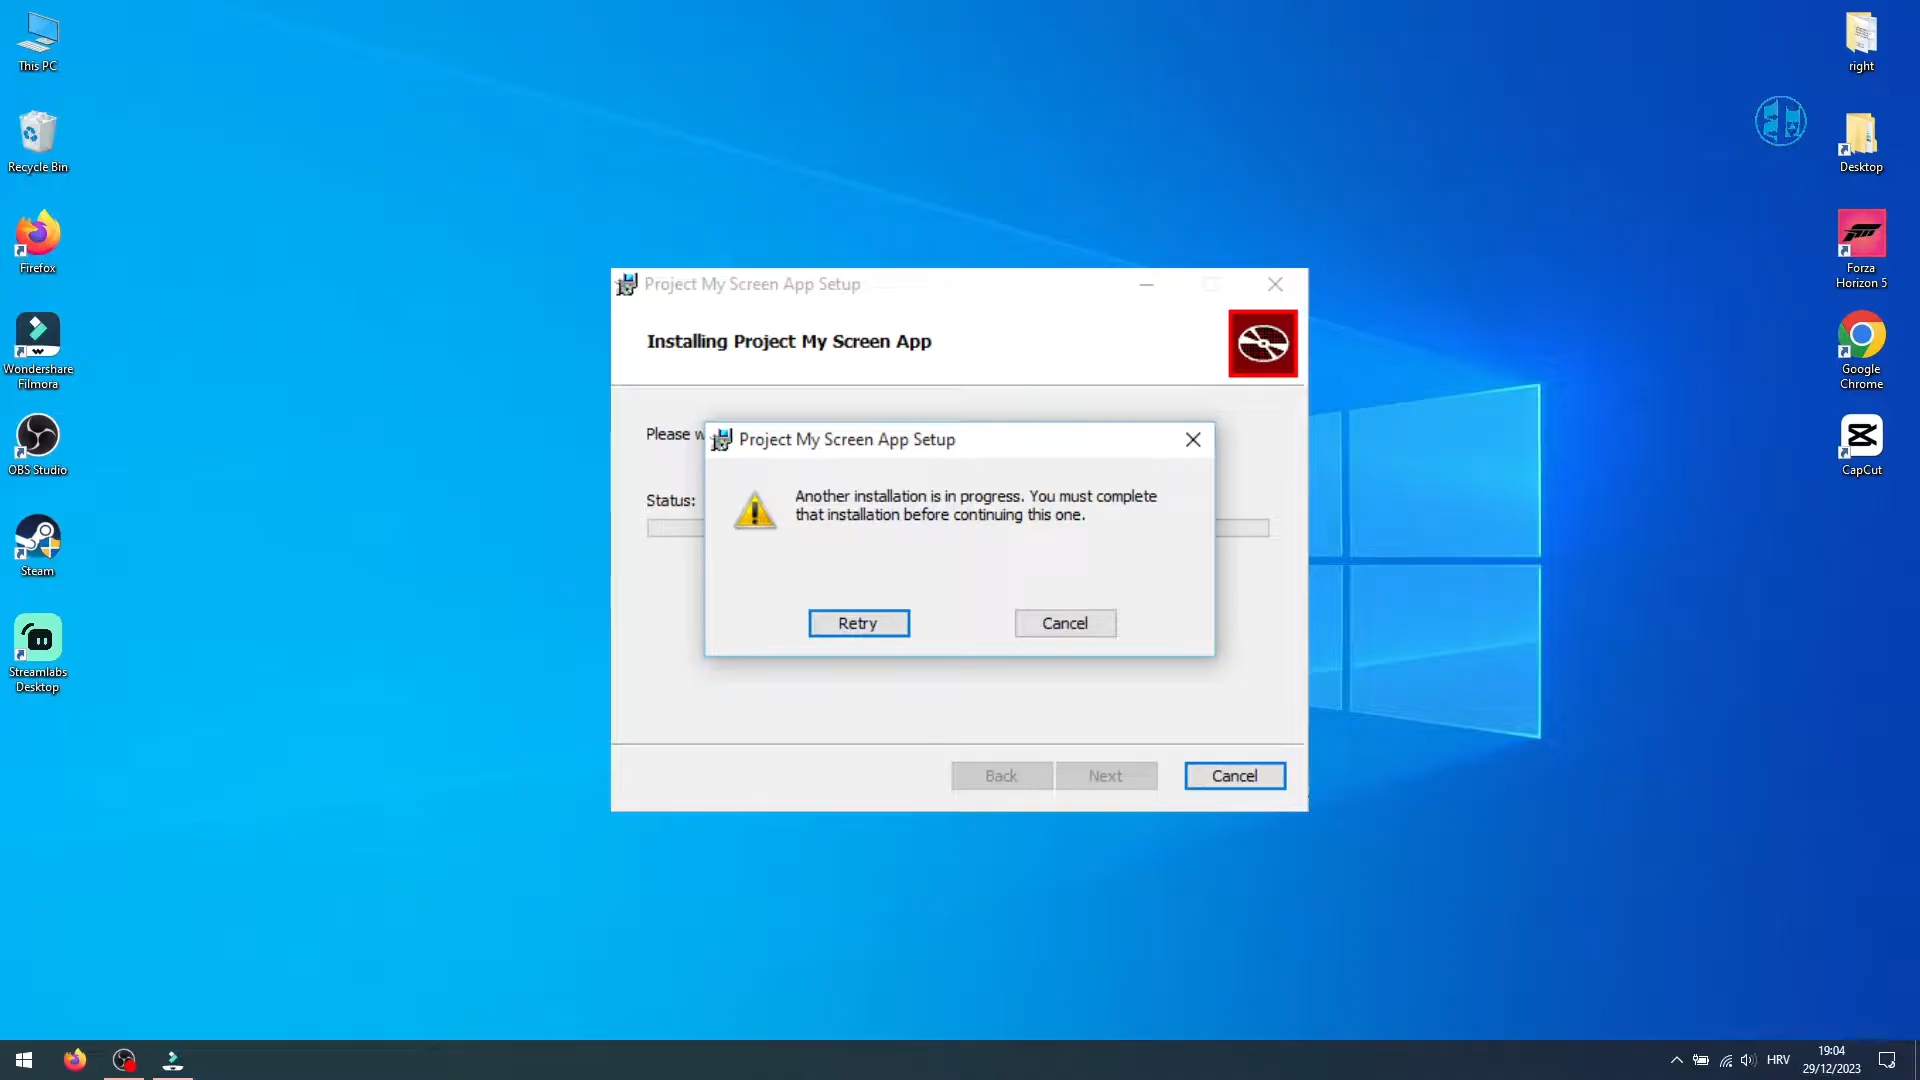 This PC
Recycle Bin
Firefox
Wondershare
Filmora
OBS Studio
Steam
Streamlabs
Desktop
right
Desktop
Forza
Horizon 5
Google
Chrome
CapCut
Project My Screen App Setup
Installing Project My Screen App
Please w
Status:
Project My Screen App Setup
Another installation is in progress. You must complete
that installation before continuing this one.
Retry
Cancel
Back
Next
Cancel
HRV
19:04
29/12/2023